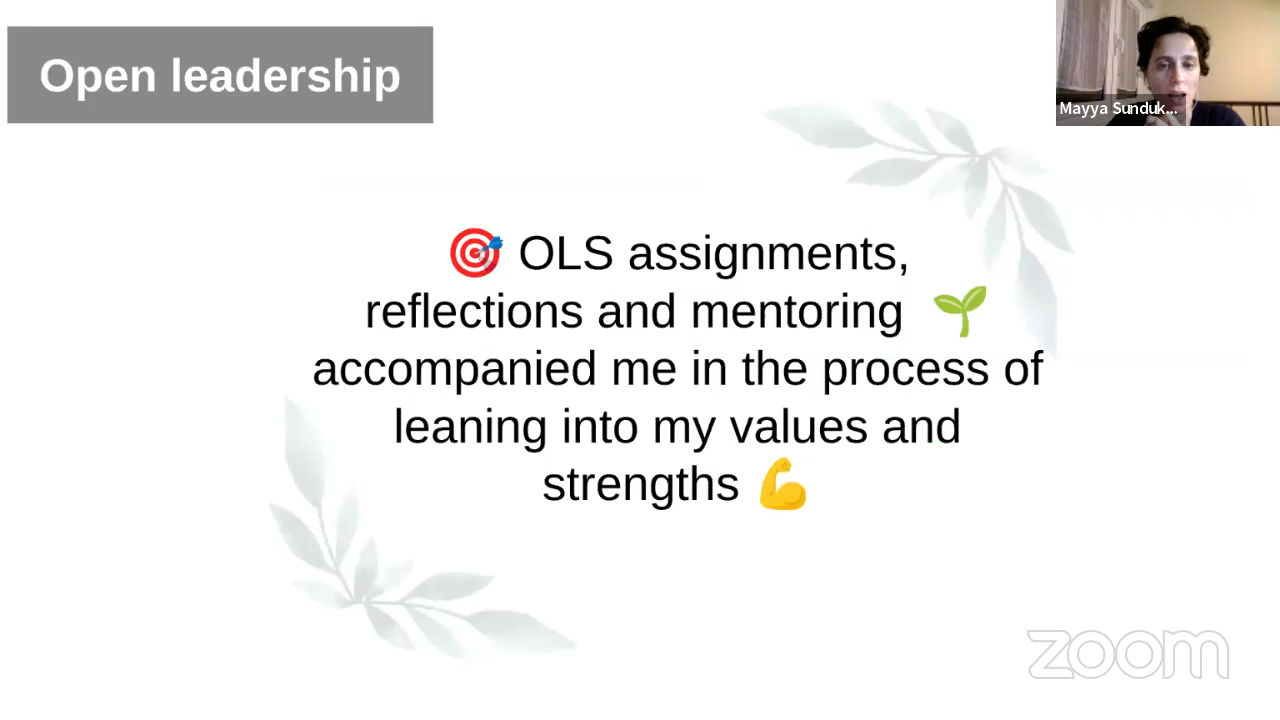 Open leadership
Mayya Sunduk...
🎯 OLS assignments,
reflections and mentoring 🌱
accompanied me in the process of
leaning into my values and
strengths 💪
zoom